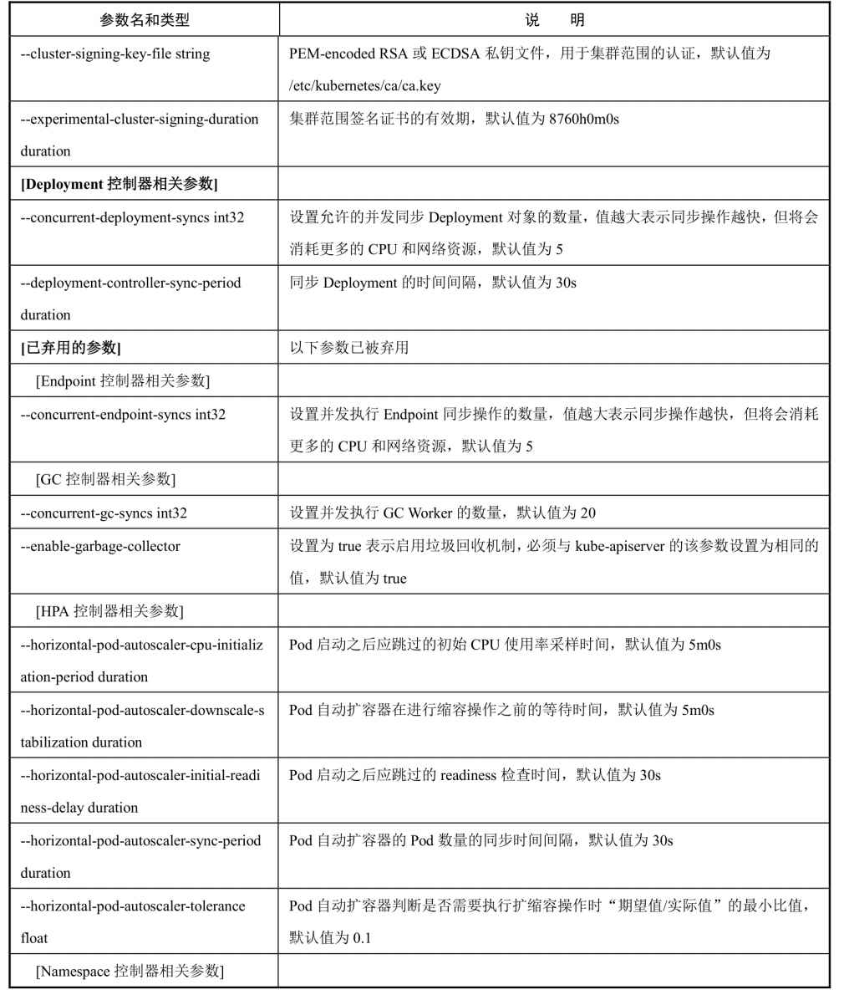 参数名和类型 说 明
--cluster-signing-key-file string PEM-encoded RSA 或 ECDSA 私钥文件，用于集群范围的认证，默认值为
/etc/kubernetes/ca/ca.key
--experimental-cluster-signing-duration 集群范围签名证书的有效期，默认值为 8760h0m0s
duration
[Deployment 控制器相关参数]
--concurrent-deployment-syncs int32 设置允许的并发同步 Deployment 对象的数量，值越大表示同步操作越快，但将会
消耗更多的 CPU 和网络资源，默认值为 5
--deployment-controller-sync-period 同步 Deployment 的时间间隔，默认值为 30s
duration
[已弃用的参数] 以下参数已被弃用
[Endpoint 控制器相关参数]
--concurrent-endpoint-syncs int32 设置并发执行 Endpoint 同步操作的数量，值越大表示同步操作越快，但将会消耗
更多的 CPU 和网络资源，默认值为 5
[GC 控制器相关参数]
--concurrent-gc-syncs int32 设置并发执行 GC Worker 的数量，默认值为 20
--enable-garbage-collector 设置为 true 表示启用垃圾回收机制，必须与 kube-apiserver 的该参数设置为相同的
值，默认值为 true
[HPA 控制器相关参数]
--horizontal-pod-autoscaler-cpu-initializ Pod 启动之后应跳过的初始 CPU 使用率采样时间，默认值为 5m0s
ation-period duration
--horizontal-pod-autoscaler-downscale-s Pod 自动扩容器在进行缩容操作之前的等待时间，默认值为 5m0s
tabilization duration
--horizontal-pod-autoscaler-initial-readi Pod 启动之后应跳过的 readiness 检查时间，默认值为 30s
ness-delay duration
--horizontal-pod-autoscaler-sync-period Pod 自动扩容器的 Pod 数量的同步时间间隔，默认值为 30s
duration
--horizontal-pod-autoscaler-tolerance Pod 自动扩容器判断是否需要执行扩缩容操作时“期望值/实际值”的最小比值，
float 默认值为 0.1
[Namespace 控制器相关参数]